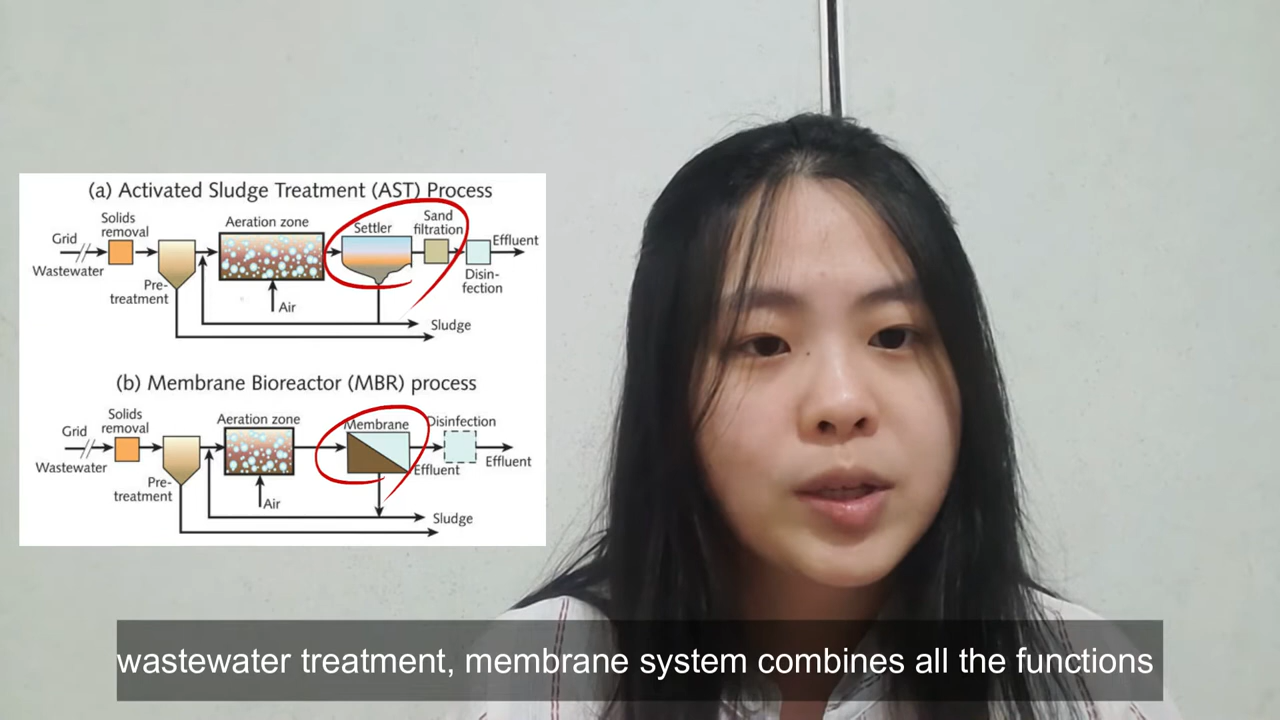 (a) Activated Sludge Treatment (AST) Process
Solids
removal
Grid
Wastewater
Pre-
treatment
Aeration zone
Air
Settler
Sand
filtration
Disin-
fection
Effluent
Sludge
(b) Membrane Bioreactor (MBR) process
Solids
removal
Grid
Wastewater
Pre-
treatment
Aeration zone
Air
Membrane
Effluent
Disinfection
Effluent
Sludge
wastewater treatment, membrane system combines all the functions